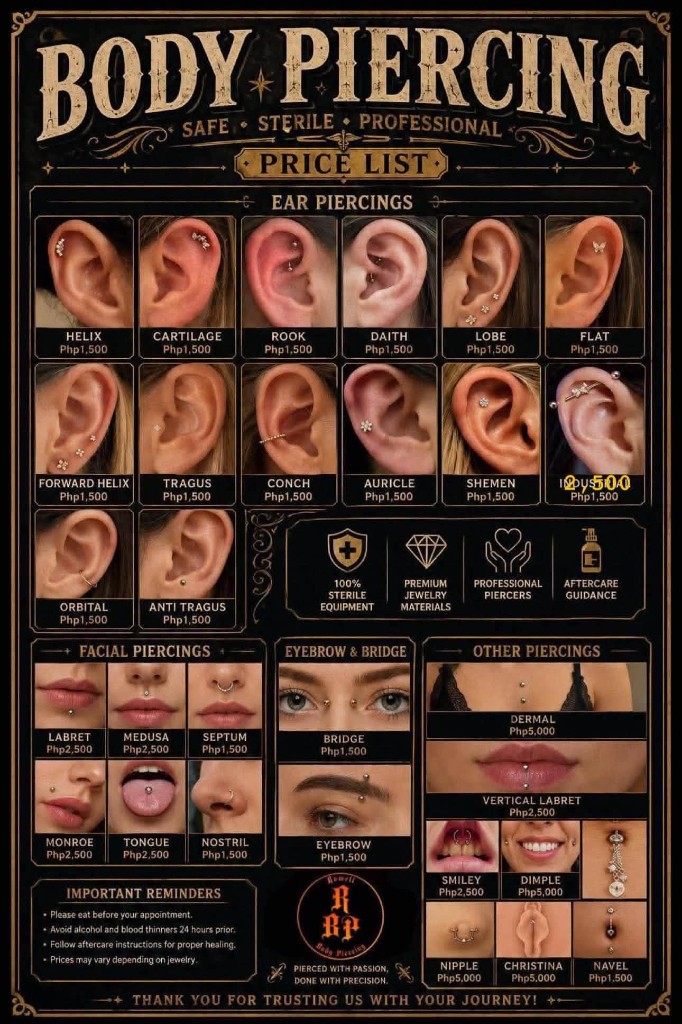 BODY PIERCING
SAFE • STERILE • PROFESSIONAL
PRICE LIST
EAR PIERCINGS
HELIX
Php1,500
CARTILAGE
Php1,500
ROOK
Php1,500
DAITH
Php1,500
LOBE
Php1,500
FLAT
Php1,500
FORWARD HELIX
Php1,500
TRAGUS
Php1,500
CONCH
Php1,500
AURICLE
Php1,500
SHEMEN
Php1,500
2,500
Php1,500
ORBITAL
Php1,500
ANTI TRAGUS
Php1,500
100%
STERILE
EQUIPMENT
PREMIUM
JEWELRY
MATERIALS
PROFESSIONAL
PIERCERS
AFTERCARE
GUIDANCE
FACIAL PIERCINGS
LABRET
Php2,500
MEDUSA
Php2,500
SEPTUM
Php1,500
MONROE
Php2,500
TONGUE
Php2,500
NOSTRIL
Php1,500
EYEBROW & BRIDGE
BRIDGE
Php1,500
EYEBROW
Php1,500
OTHER PIERCINGS
DERMAL
Php5,000
VERTICAL LABRET
Php2,500
SMILEY
Php2,500
DIMPLE
Php5,000
NIPPLE
Php5,000
CHRISTINA
Php5,000
NAVEL
Php1,500
IMPORTANT REMINDERS
• Please eat before your appointment.
• Avoid alcohol and blood thinners 24 hours prior.
• Follow aftercare instructions for proper healing.
• Prices may vary depending on jewelry.
R
BP
Body Piercing
PIERCED WITH PASSION,
DONE WITH PRECISION.
THANK YOU FOR TRUSTING US WITH YOUR JOURNEY!